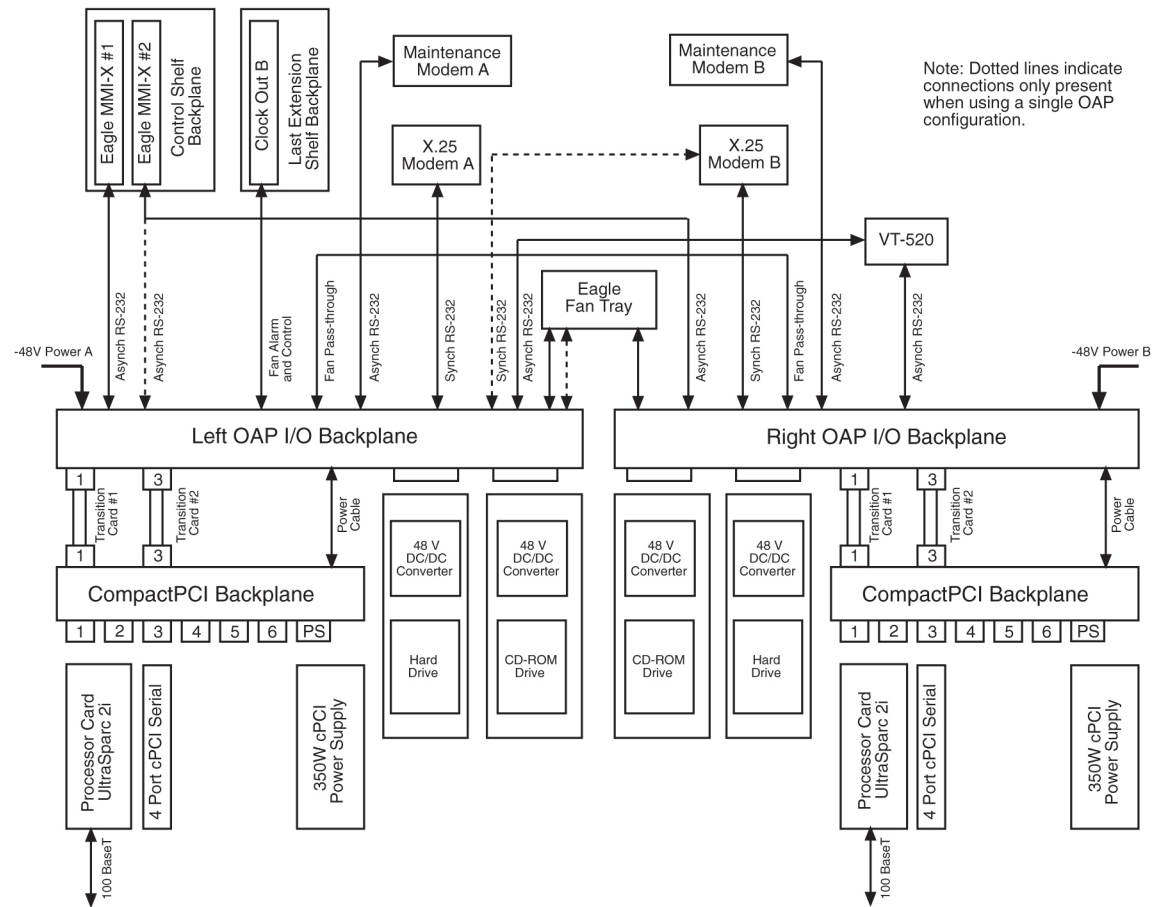 Eagle MMI-X #1
Eagle MMI-X #2
Control Shelf
Backplane
Clock Out B
Last Extension
Shelf Backplane
Maintenance
Modem A
Maintenance
Modem B
Note: Dotted lines indicate
connections only present
when using a single OAP
configuration.
X.25
Modem A
X.25
Modem B
VT-520
Eagle
Fan Tray
-48V Power A
Asynch RS-232
Asynch RS-232
Fan Alarm
and Control
Fan Pass-through
Asynch RS-232
Synch RS-232
Synch RS-232
Asynch RS-232
Asynch RS-232
Synch RS-232
Fan Pass-through
Asynch RS-232
Asynch RS-232
-48V Power B
Left OAP I/O Backplane
Right OAP I/O Backplane
1
3
Transition
Card #1
Transition
Card #2
Power
Cable
1
3
1
3
Transition
Card #1
Transition
Card #2
Power
Cable
1
3
48 V
DC/DC
Converter
48 V
DC/DC
Converter
48 V
DC/DC
Converter
48 V
DC/DC
Converter
CompactPCI Backplane
CompactPCI Backplane
1 2 3 4 5 6 PS
1 2 3 4 5 6 PS
Hard
Drive
CD-ROM
Drive
CD-ROM
Drive
Hard
Drive
Processor Card
UltraSparc 2i
4 Port cPCI Serial
350W cPCI
Power Supply
Processor Card
UltraSparc 2i
4 Port cPCI Serial
350W cPCI
Power Supply
100 BaseT
100 BaseT